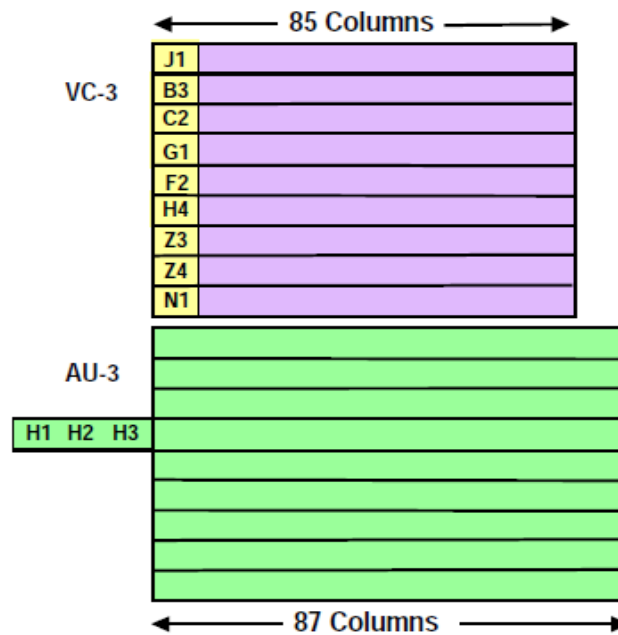 85 Columns
J1
VC-3
B3
C2
G1
F2
H4
Z3
Z4
N1
AU-3
H1 H2 H3
87 Columns